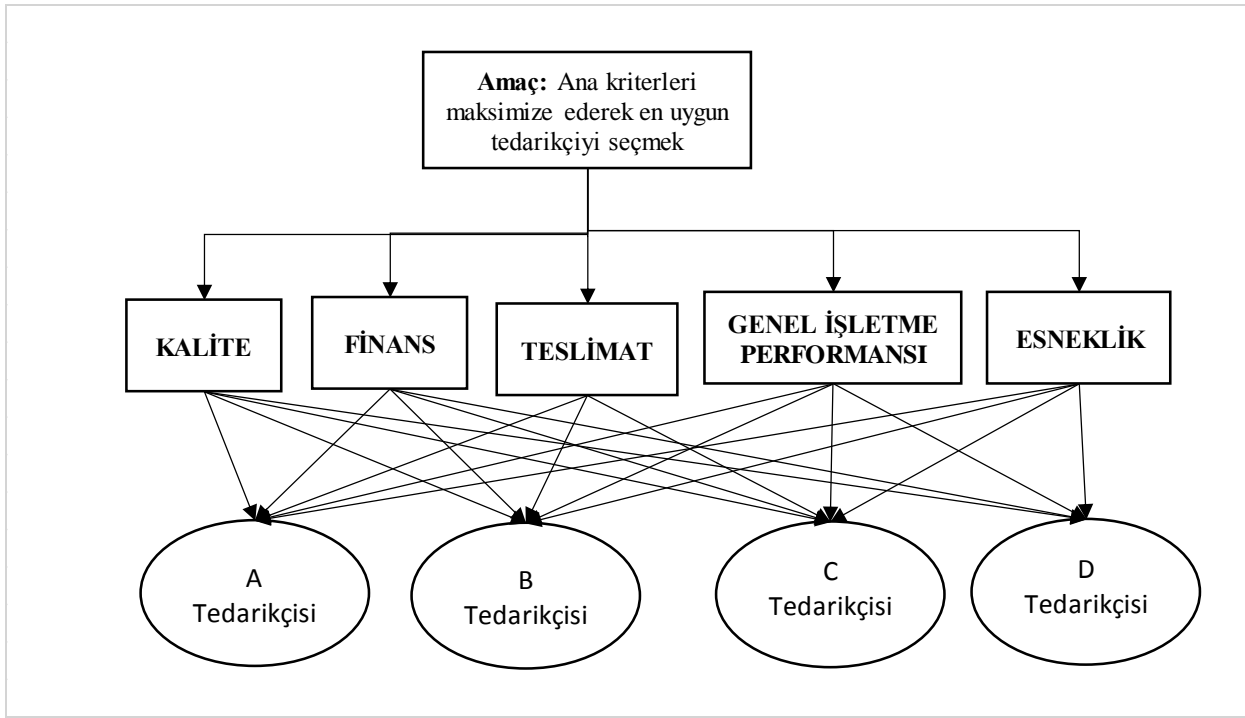 Amaç: Ana kriterleri
maksimize ederek en uygun
tedarikçiyi seçmek
KALİTE
FİNANS
TESLİMAT
GENEL İŞLETME
PERFORMANSI
ESNEKLİK
A
Tedarikçisi
B
Tedarikçisi
C
Tedarikçisi
D
Tedarikçisi